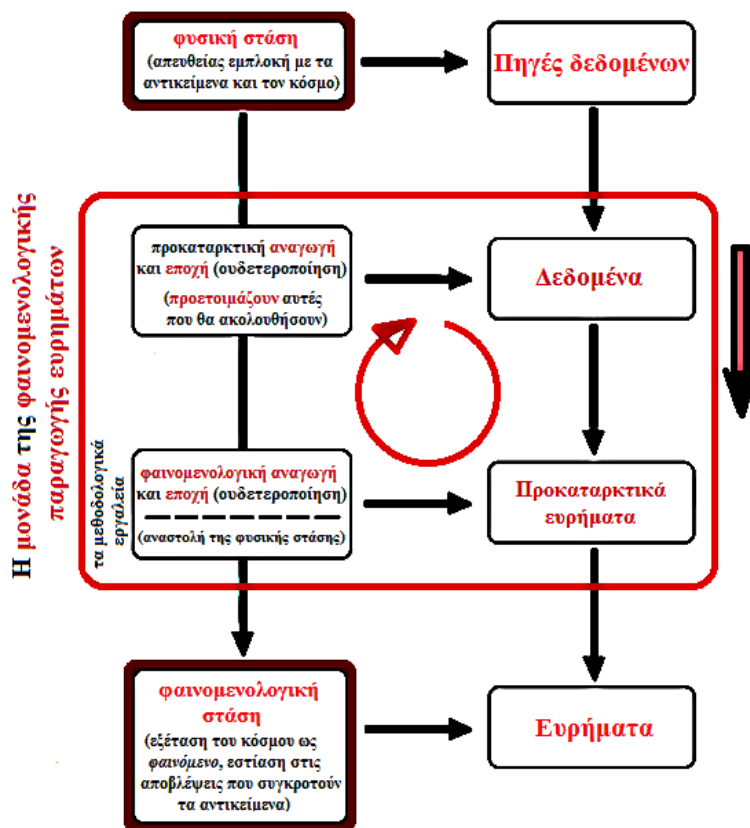 φυσική στάση
(απευθείας εμπλοκή με τα
αντικείμενα και τον κόσμο)
Πηγές δεδομένων
Η μονάδα της φαινομενολογικής
παραγωγής ευρημάτων
προκαταρκτική αναγωγή
και εποχή (ουδετεροποίηση)
(προετοιμάζουν αυτές
που θα ακολουθήσουν)
Δεδομένα
τα μεθοδολογικά
εργαλεία
φαινομενολογική αναγωγή
και εποχή (ουδετεροποίηση)
(αναστολή της φυσικής στάσης)
Προκαταρκτικά
ευρήματα
φαινομενολογική
στάση
(εξέταση του κόσμου ως
φαινόμενο, εστίαση στις
αποβλέψεις που συγκροτούν
τα αντικείμενα)
Ευρήματα